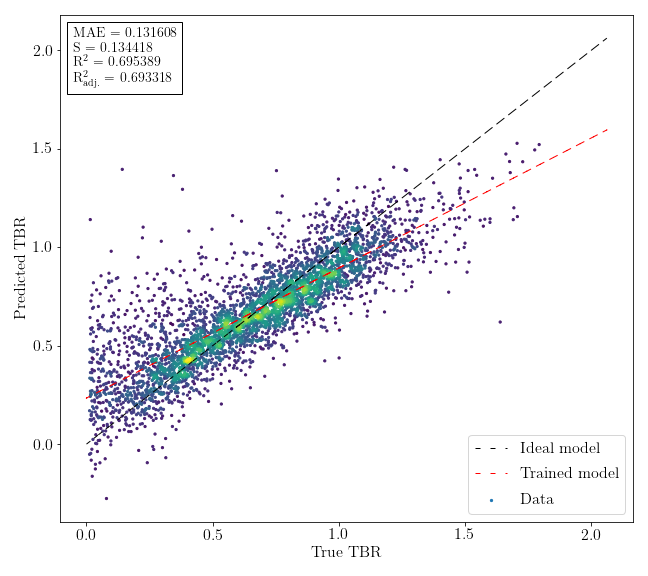 MAE = 0.131608
S = 0.134418
R² = 0.695389
R²adj. = 0.693318
2.0
1.5
1.0
0.5
0.0
Predicted TBR
Ideal model
Trained model
Data
0.0 0.5 1.0 1.5 2.0
True TBR